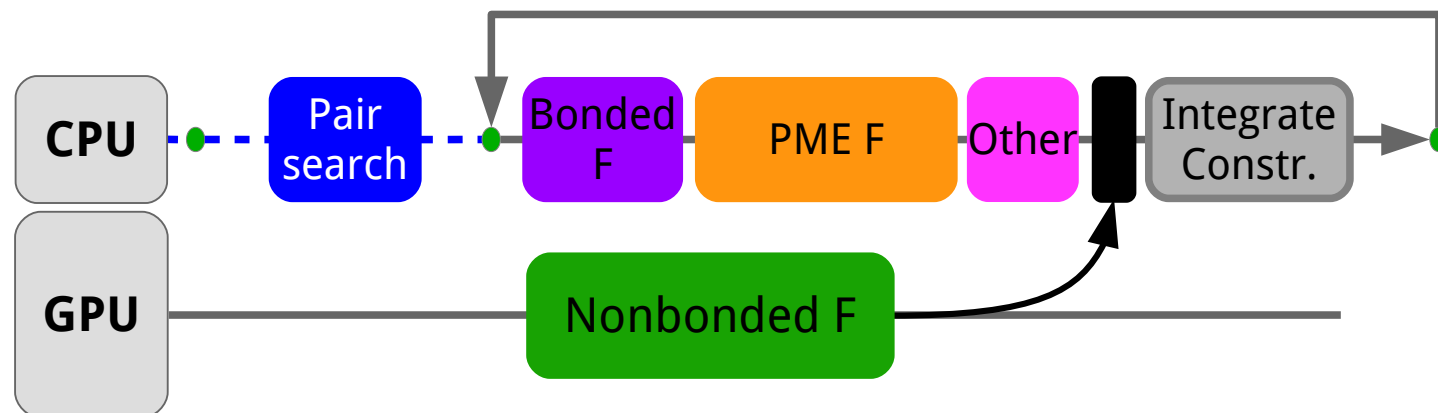 CPU
Pair
search
Bonded
F
PME F
Other
Integrate
Constr.
GPU
Nonbonded F